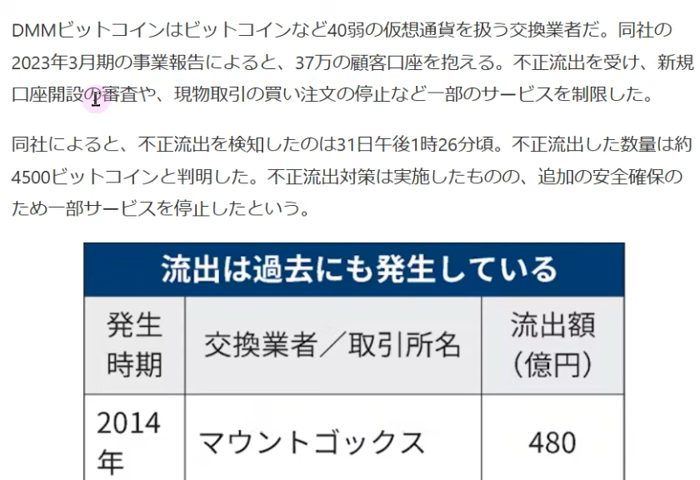 DMMビットコインはビットコインなど40弱の仮想通貨を扱う交換業者だ。同社の
2023年3月期の事業報告によると、37万の顧客口座を抱える。不正流出を受け、新規
口座開設の審査や、現物取引の買い注文の停止など一部のサービスを制限した。
同社によると、不正流出を検知したのは31日午後1時26分頃。不正流出した数量は約
4500ビットコインと判明した。不正流出対策は実施したものの、追加の安全確保の
ため一部サービスを停止したという。
流出は過去にも発生している
発生
時期
交換業者／取引所名
流出額
（億円）
2014
年
マウントゴックス
480